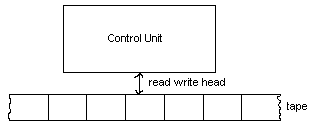 Control Unit
read write head
tape